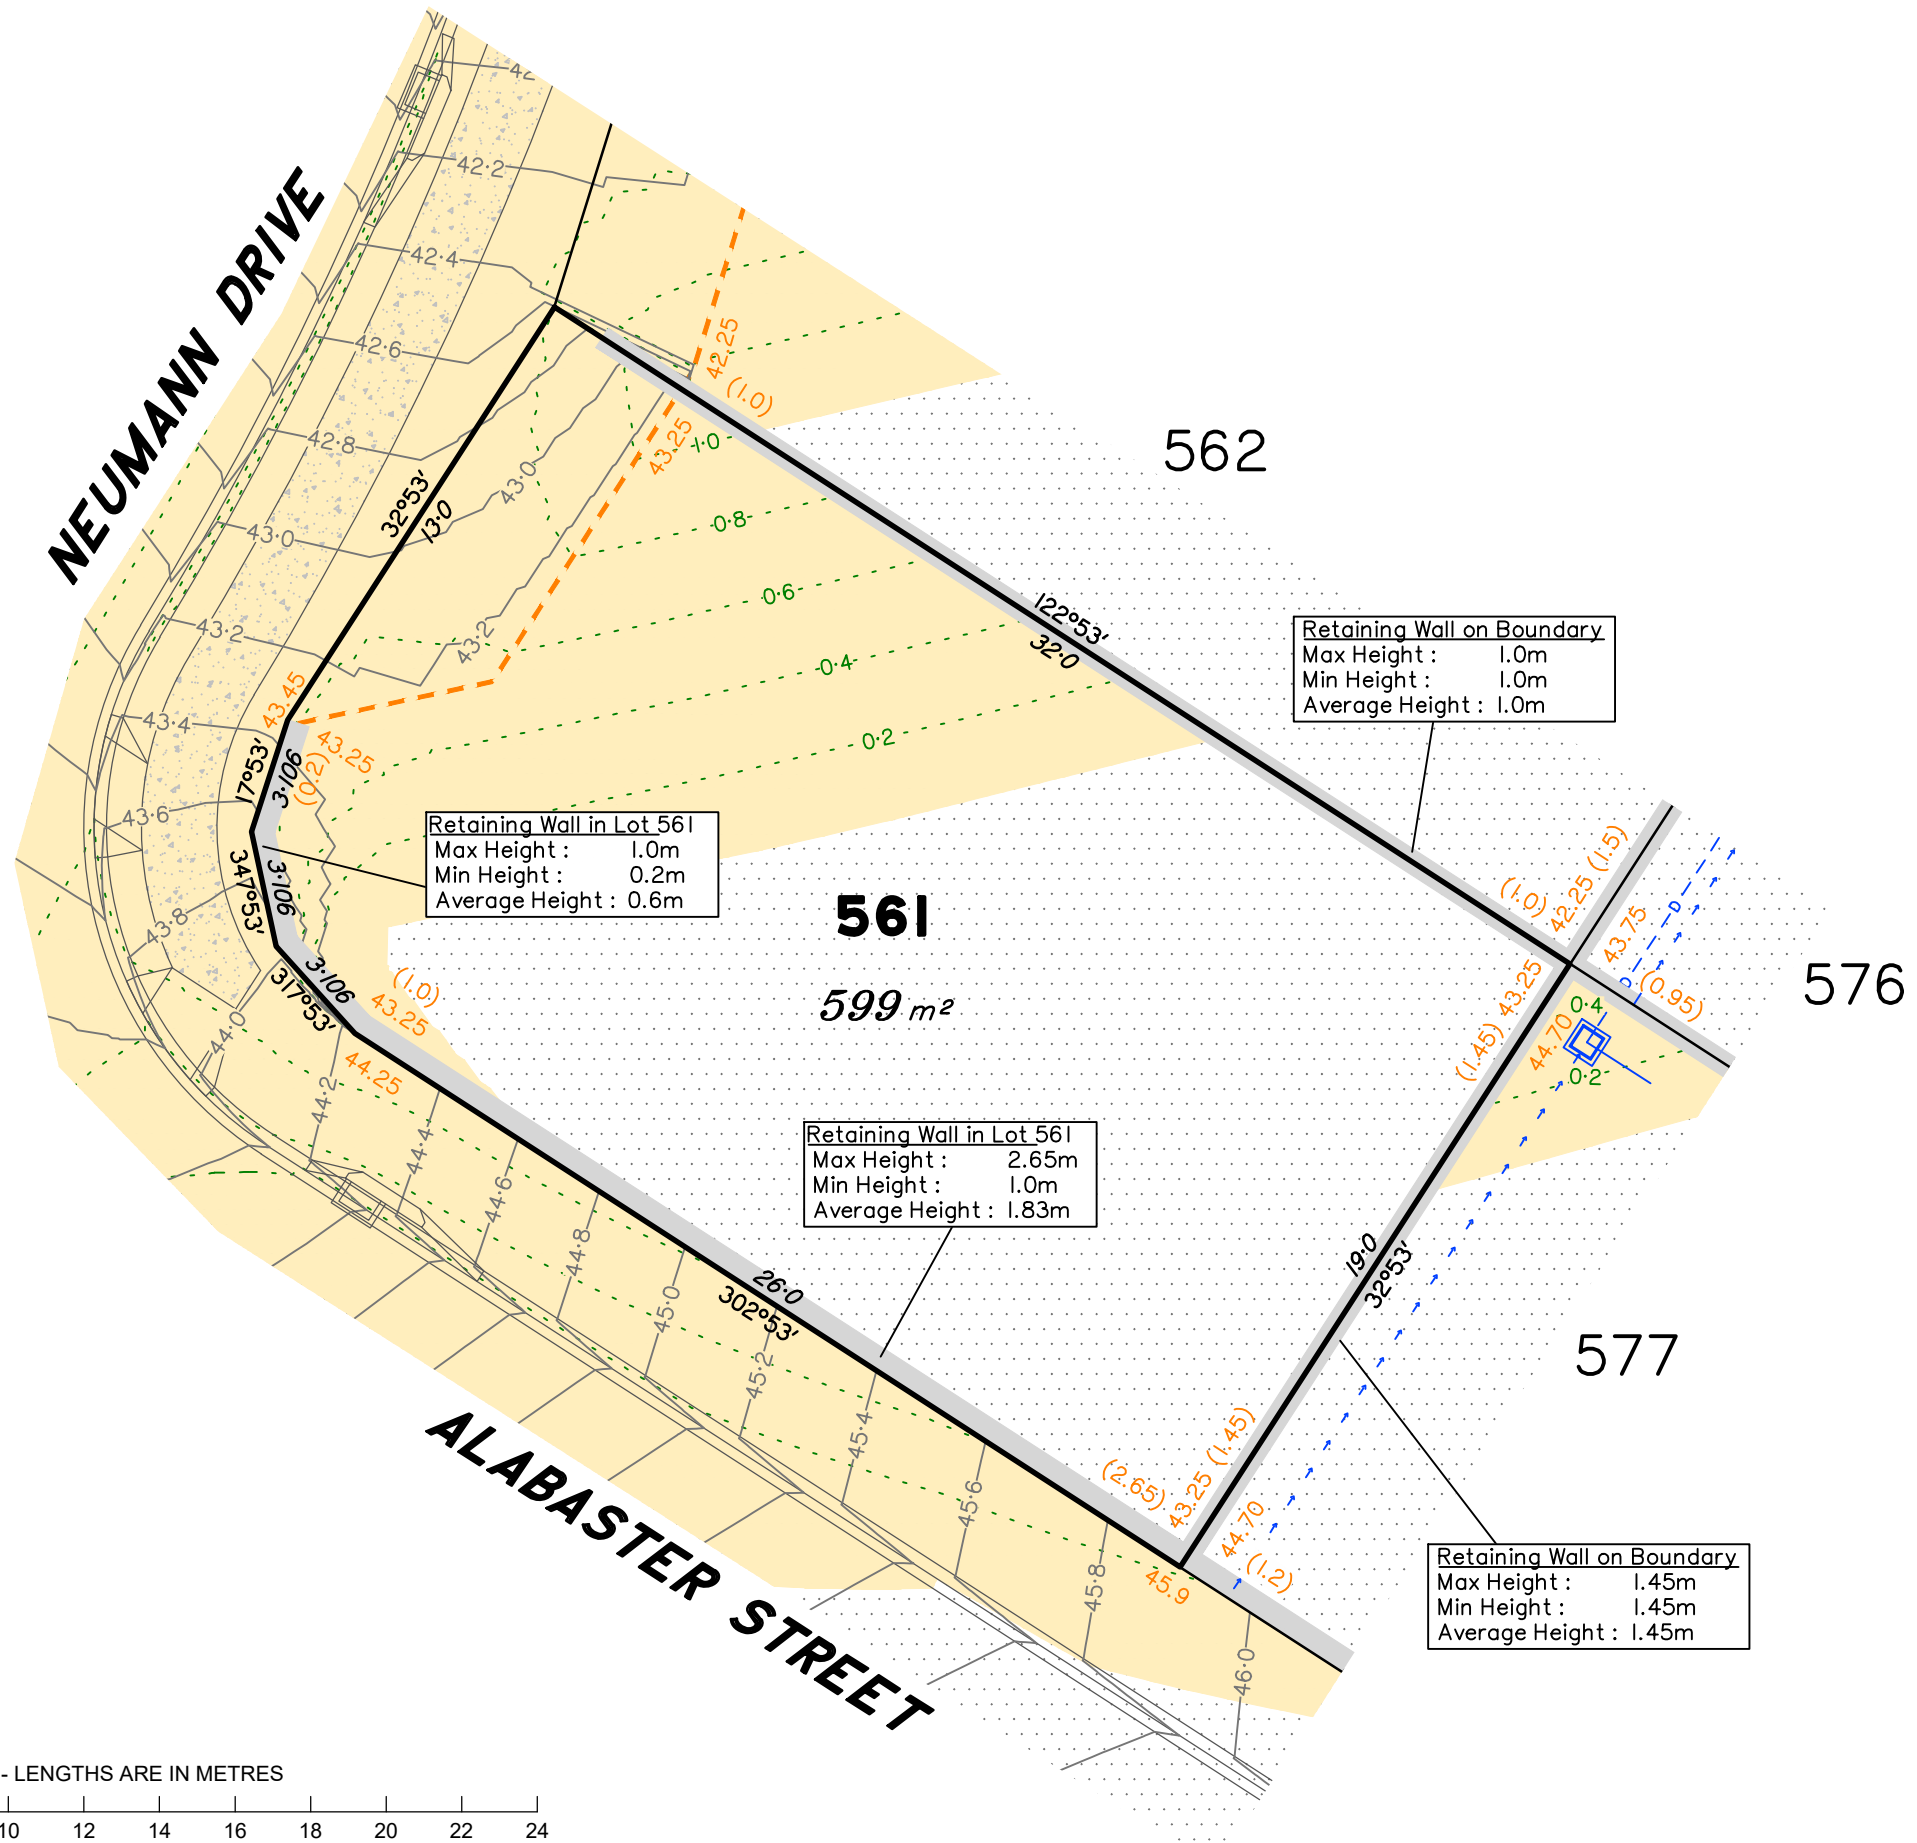 42
42·2
42·4
42·6
42·8
43·0
43·2
43·4
43·6
43·8
44·0
NEUMANN DRIVE
42.25
(1.0)
43.25
1·0
0·8
0·6
0·4
0·2
43·0
43·2
32°53'
13·0
562
122°53'
32·0
Retaining Wall on Boundary
Max Height : 1.0m
Min Height : 1.0m
Average Height : 1.0m
43.45
17°53'
3·106
43.25
(0.2)
Retaining Wall in Lot 561
Max Height : 1.0m
Min Height : 0.2m
Average Height : 0.6m
347°53'
3·106
317°53'
3·106
(1.0)
43.25
44.25
561
599 m²
(1.0)
42.25 (1.5)
43.75
(0.95)
(1.45) 43.25
44.70
0·4
0·2
D
D
576
Retaining Wall in Lot 561
Max Height : 2.65m
Min Height : 1.0m
Average Height : 1.83m
44·2
44·4
44·6
44·8
45·0
45·2
45·4
45·6
45·8
46·0
26·0
302°53'
19·0
32°53'
577
(2.65)
43.25 (1.45)
44.70
(1.2)
45.9
ALABASTER STREET
Retaining Wall on Boundary
Max Height : 1.45m
Min Height : 1.45m
Average Height : 1.45m
- LENGTHS ARE IN METRES
10 12 14 16 18 20 22 24